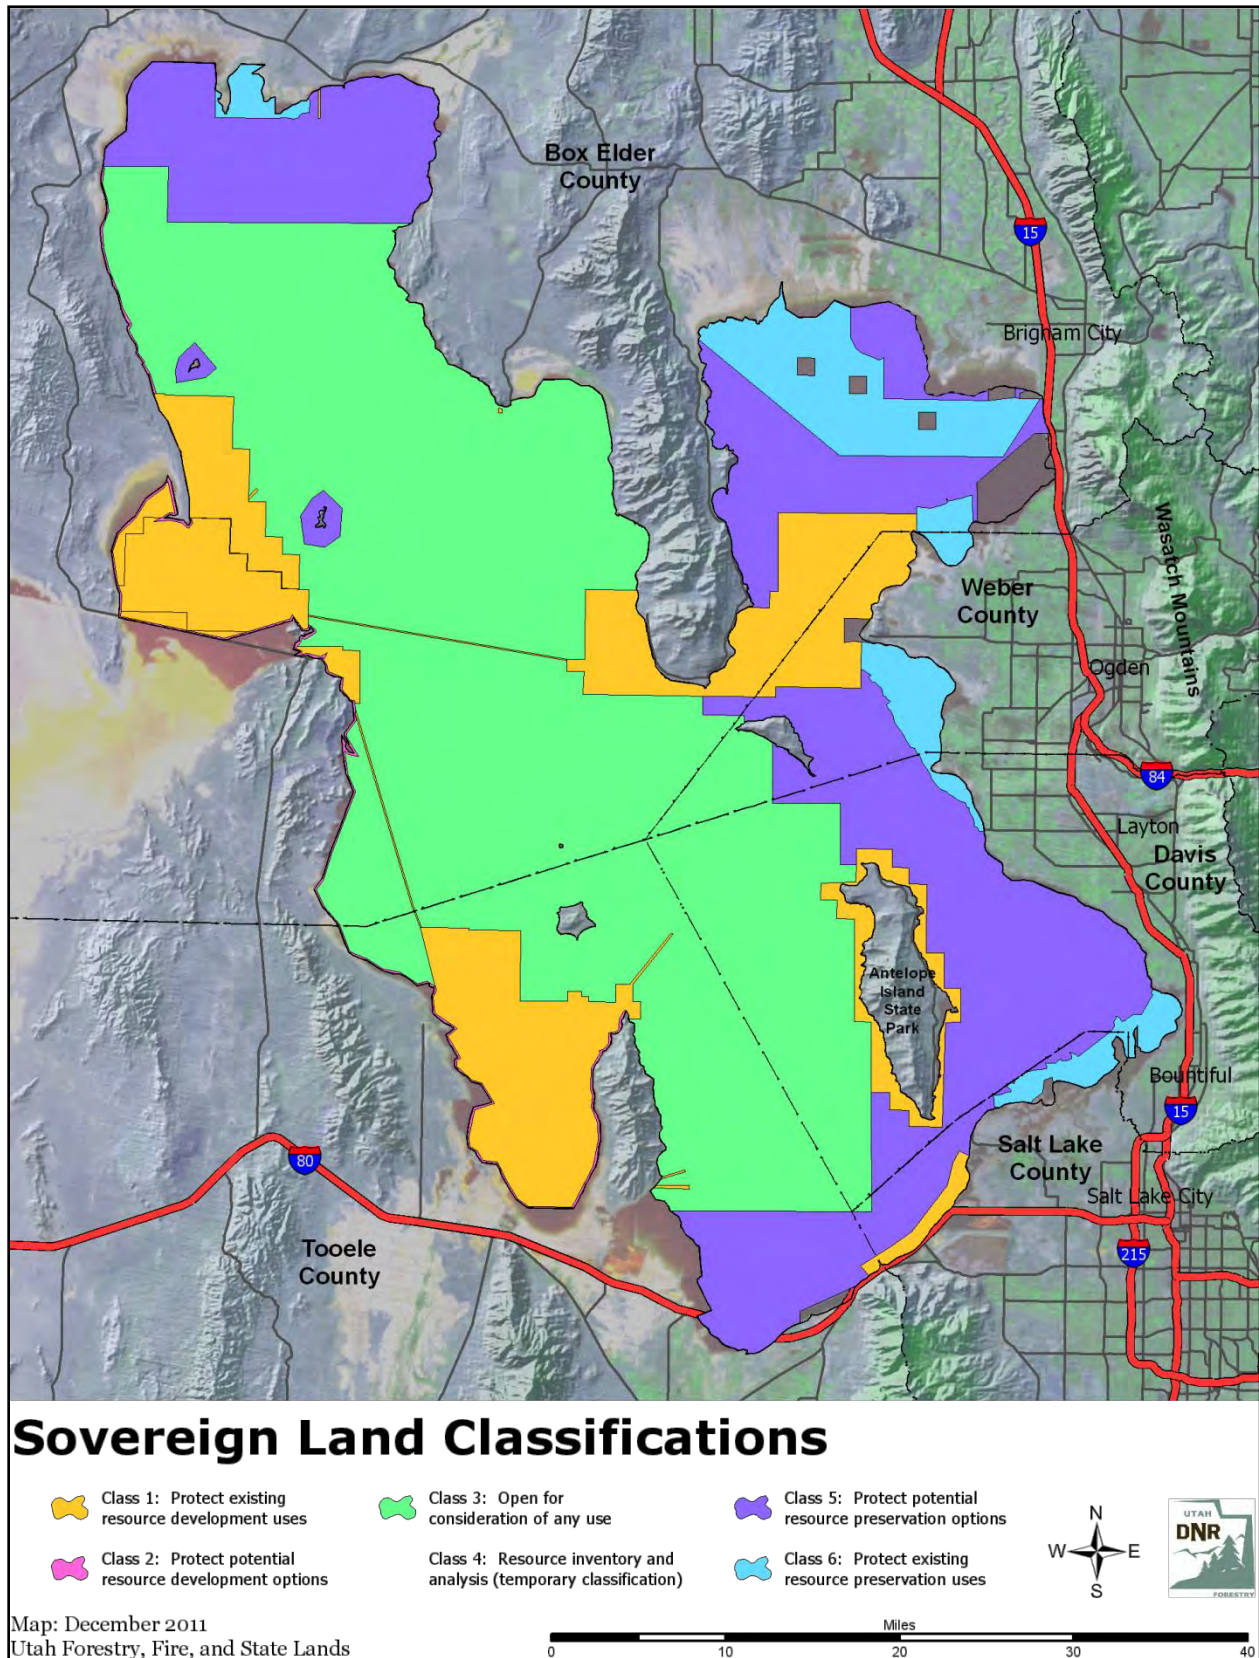 Box Elder
County
15
Brigham City
Wasatch Mountains
Weber
County
Ogden
84
Layton
Davis
County
Antelope
Island
State
Park
Bountiful
15
Salt Lake
County
80
Salt Lake City
Tooele
County
215
Sovereign Land Classifications
Class 1: Protect existing
resource development uses
Class 2: Protect potential
resource development options
Class 3: Open for
consideration of any use
Class 4: Resource inventory and
analysis (temporary classification)
Class 5: Protect potential
resource preservation options
Class 6: Protect existing
resource preservation uses
N
W E
S
UTAH
DNR
FORESTRY
Map: December 2011
Utah Forestry, Fire, and State Lands
Miles
0 10 20 30 40